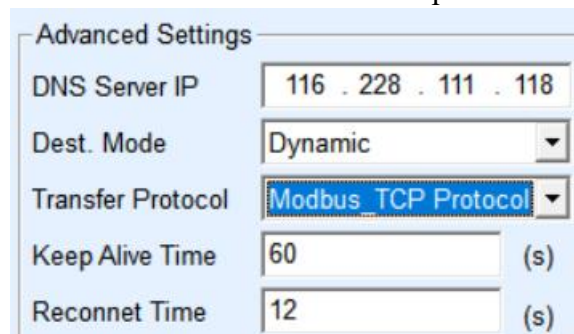 Advanced Settings
DNS Server IP 116 . 228 . 111 . 118
Dest. Mode Dynamic
Transfer Protocol Modbus_TCP Protocol
Keep Alive Time 60 (s)
Reconnet Time 12 (s)